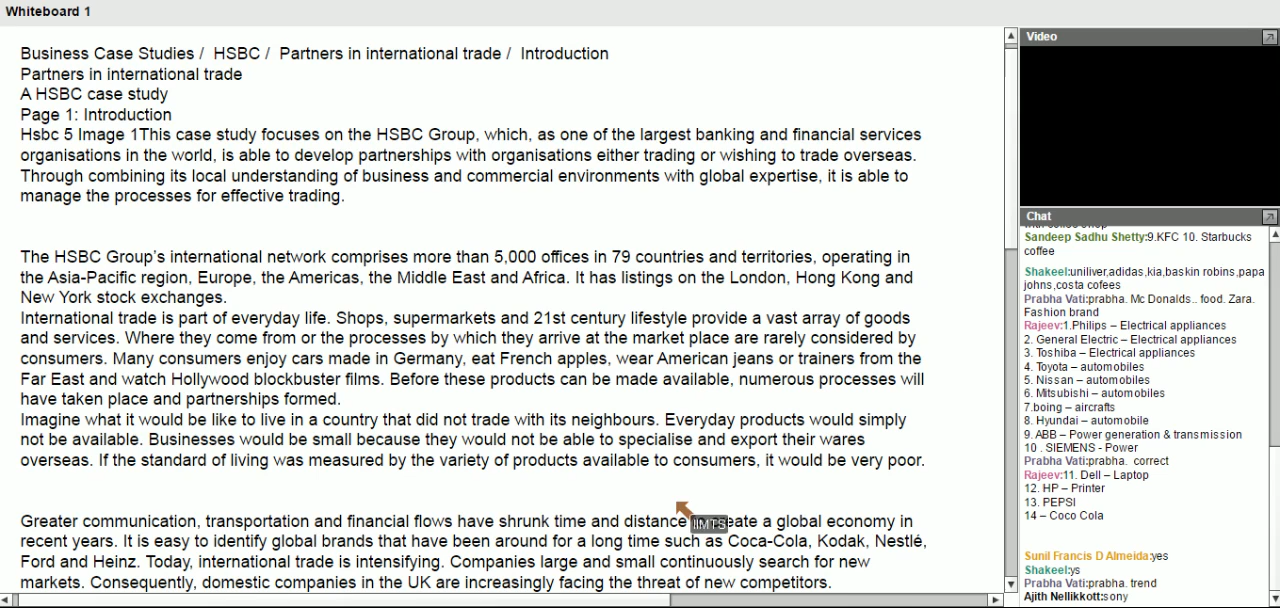 Whiteboard 1
Business Case Studies / HSBC / Partners in international trade / Introduction
Partners in international trade
A HSBC case study
Page 1: Introduction
Hsbc 5 Image 1This case study focuses on the HSBC Group, which, as one of the largest banking and financial services
organisations in the world, is able to develop partnerships with organisations either trading or wishing to trade overseas.
Through combining its local understanding of business and commercial environments with global expertise, it is able to
manage the processes for effective trading.
The HSBC Group's international network comprises more than 5,000 offices in 79 countries and territories, operating in
the Asia-Pacific region, Europe, the Americas, the Middle East and Africa. It has listings on the London, Hong Kong and
New York stock exchanges.
International trade is part of everyday life. Shops, supermarkets and 21st century lifestyle provide a vast array of goods
and services. Where they come from or the processes by which they arrive at the market place are rarely considered by
consumers. Many consumers enjoy cars made in Germany, eat French apples, wear American jeans or trainers from the
Far East and watch Hollywood blockbuster films. Before these products can be made available, numerous processes will
have taken place and partnerships formed.
Imagine what it would be like to live in a country that did not trade with its neighbours. Everyday products would simply
not be available. Businesses would be small because they would not be able to specialise and export their wares
overseas. If the standard of living was measured by the variety of products available to consumers, it would be very poor.
Greater communication, transportation and financial flows have shrunk time and distance eate a global economy in
IIMTS
recent years. It is easy to identify global brands that have been around for a long time such as Coca-Cola, Kodak, Nestlé,
Ford and Heinz. Today, international trade is intensifying. Companies large and small continuously search for new
markets. Consequently, domestic companies in the UK are increasingly facing the threat of new competitors.
Video
Chat
Sandeep Sadhu Shetty:9.KFC 10. Starbucks
coffee
Shakeel:uniliver,adidas,kia,baskin robins,papa
johns,costa cofees
Prabha Vati:prabha. Mc Donalds.. food. Zara.
Fashion brand
Rajeev:1.Philips – Electrical appliances
2. General Electric – Electrical appliances
3. Toshiba – Electrical appliances
4. Toyota – automobiles
5. Nissan – automobiles
6. Mitsubishi – automobiles
7.boing – aircrafts
8. Hyundai – automobile
9. ABB – Power generation & transmission
10 . SIEMENS - Power
Prabha Vati:prabha. correct
Rajeev:11. Dell – Laptop
12. HP – Printer
13. PEPSI
14 – Coco Cola
Sunil Francis D Almeida:yes
Shakeel:ys
Prabha Vati:prabha. trend
Ajith Nellikkott:sony